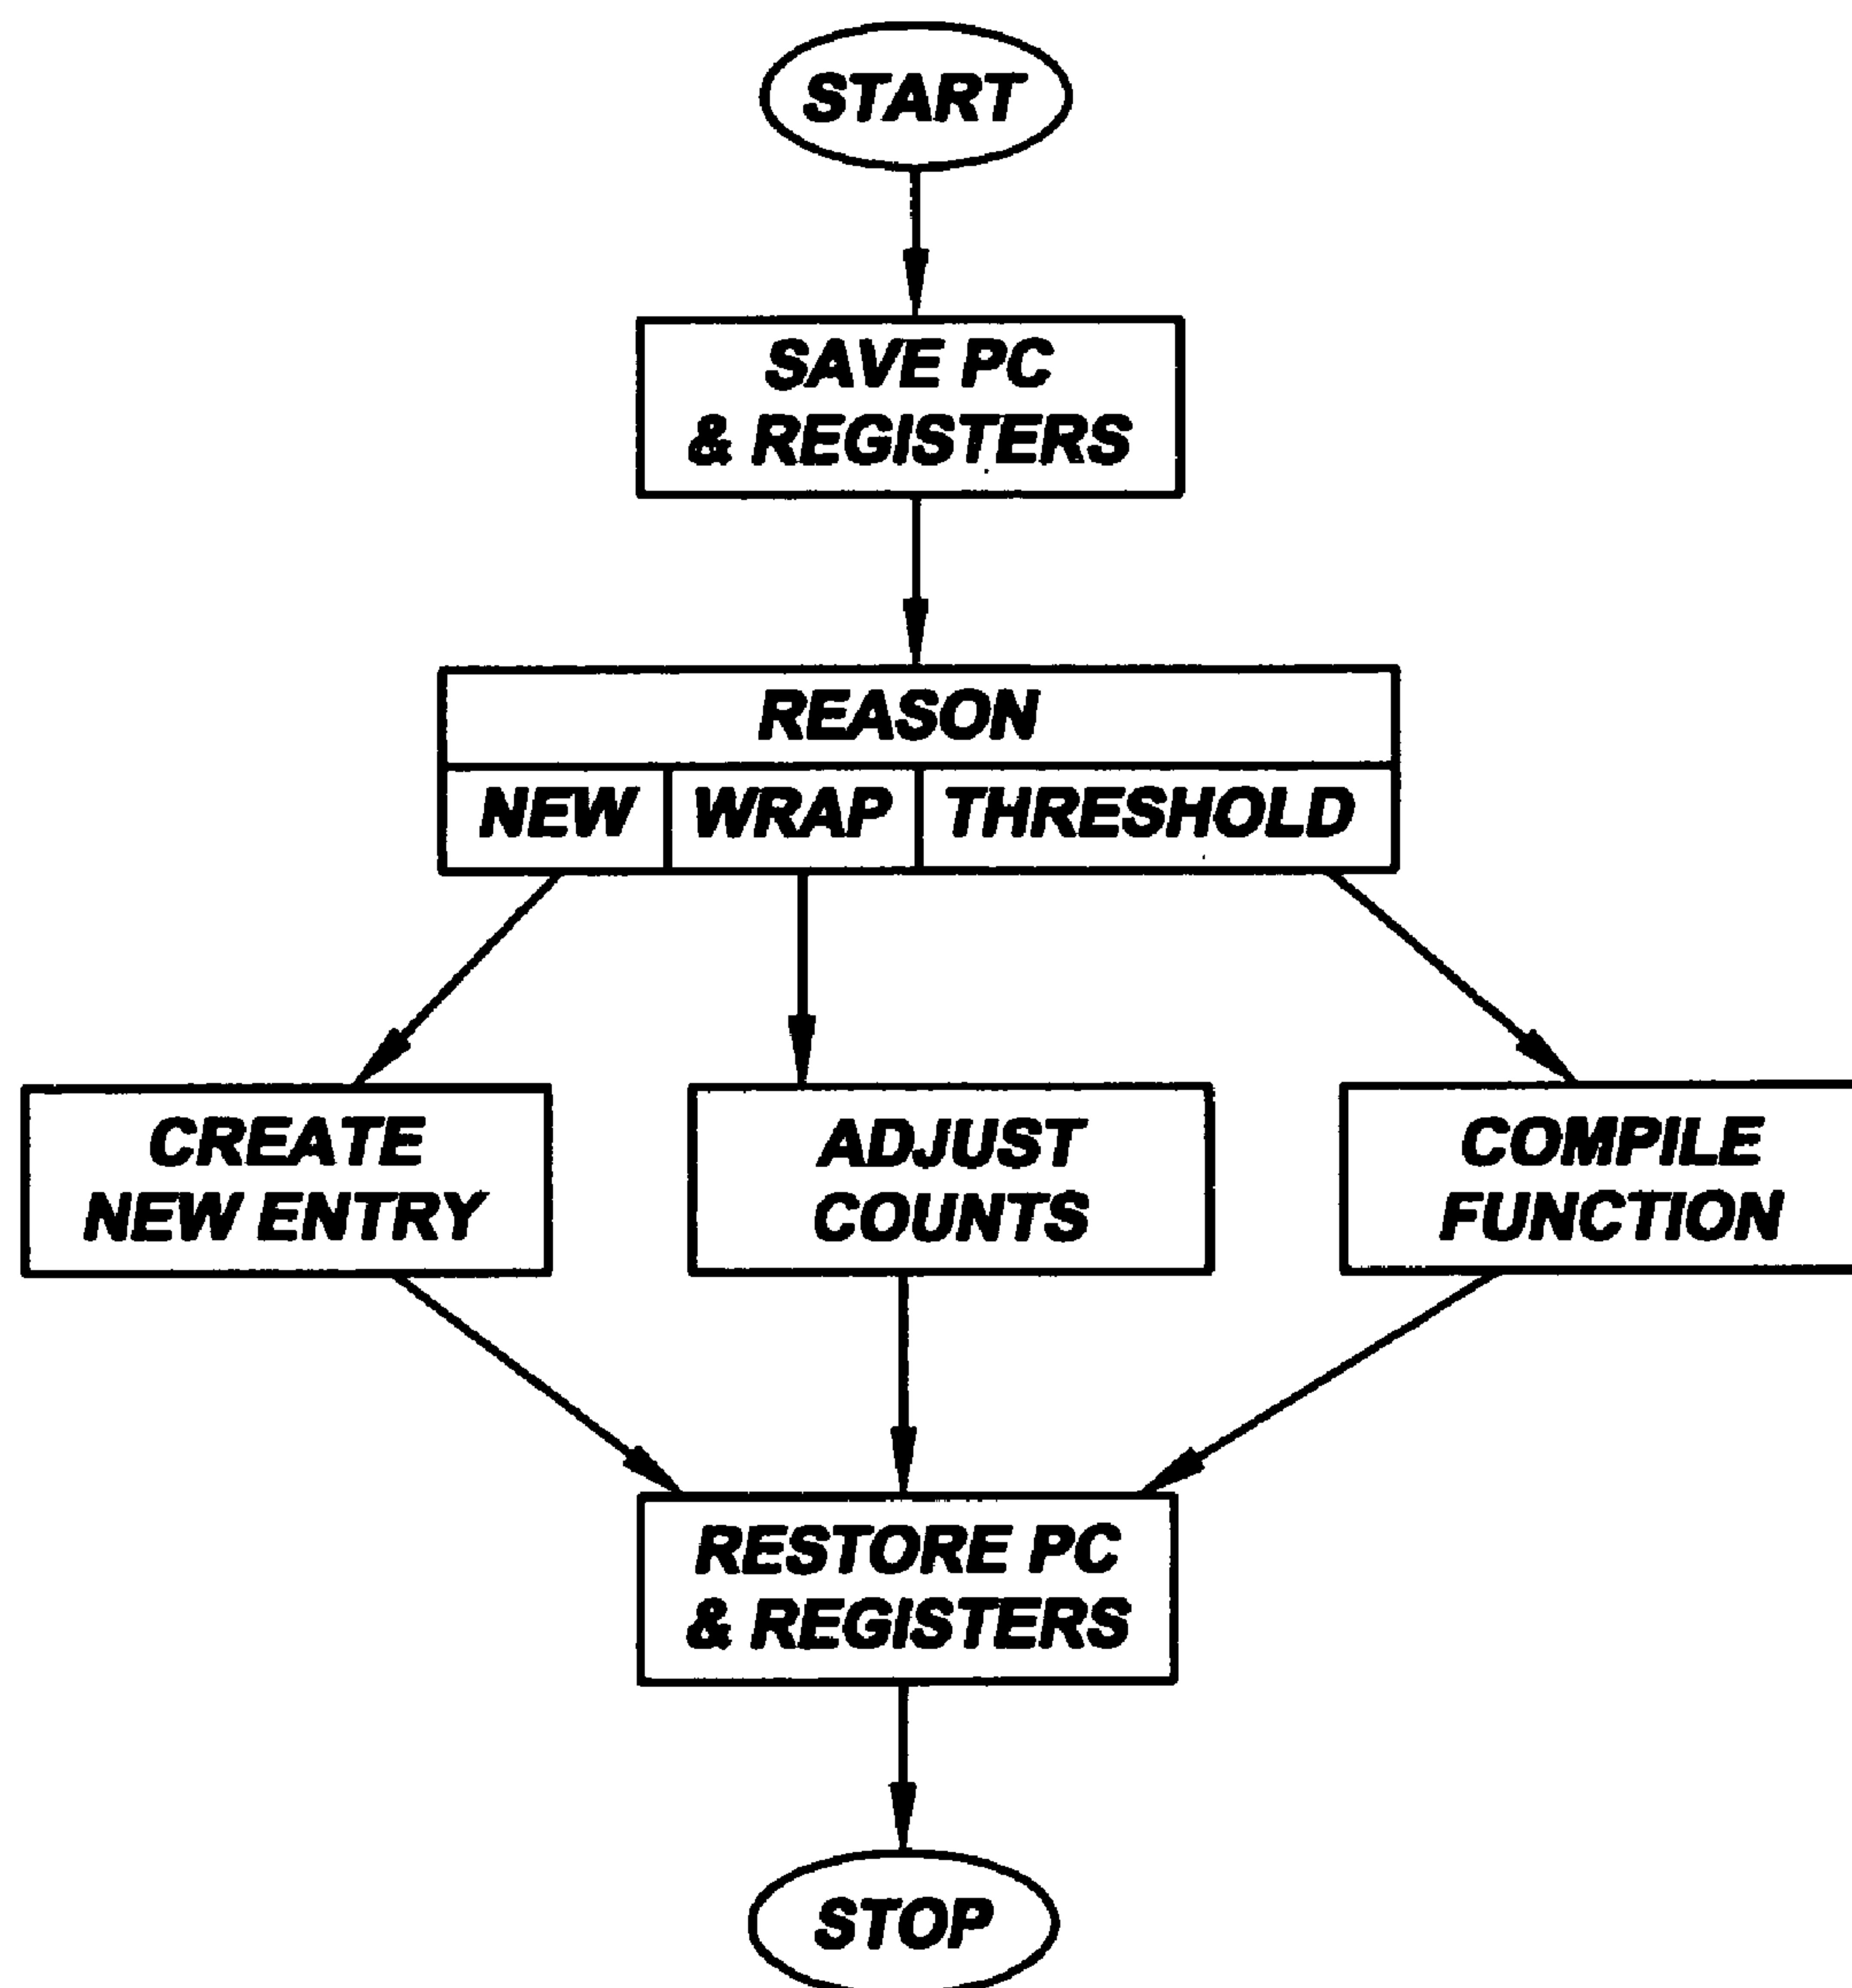 START
SAVE PC
& REGISTERS
REASON
NEW WRAP THRESHOLD
CREATE
NEW ENTRY
ADJUST
COUNTS
COMPILE
FUNCTION
RESTORE PC
& REGISTERS
STOP